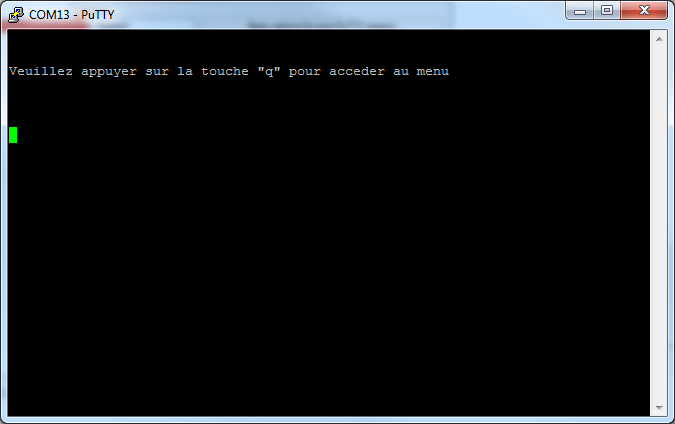 COM13 - PuTTY
Veuillez appuyer sur la touche "q" pour acceder au menu